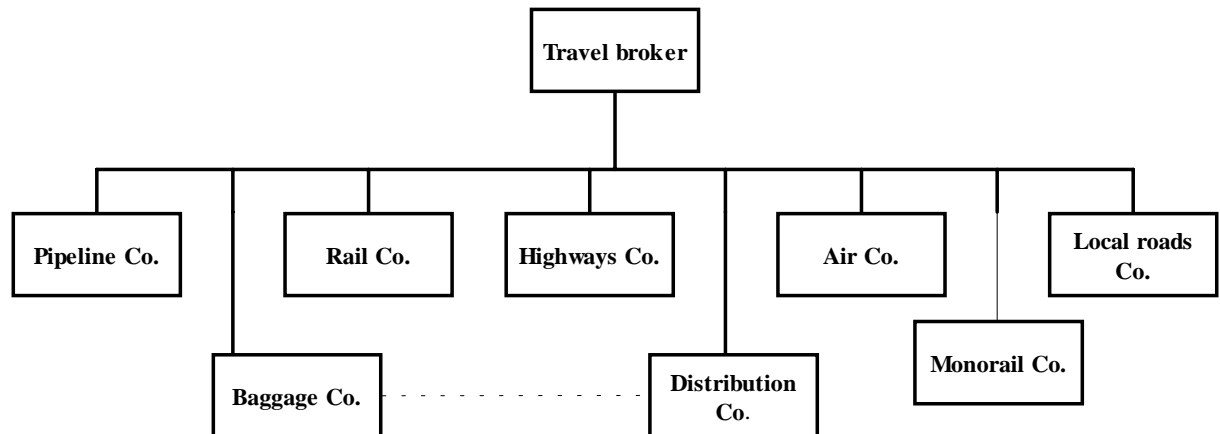 Travel broker
Pipeline Co.
Rail Co.
Highways Co.
Air Co.
Local roads
Co.
Baggage Co.
Distribution
Co.
Monorail Co.